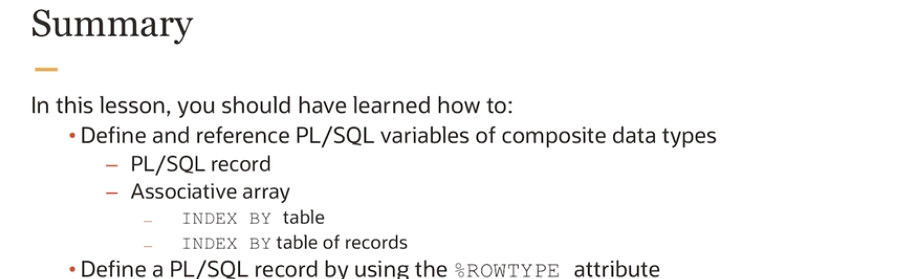 Summary
In this lesson, you should have learned how to:
• Define and reference PL/SQL variables of composite data types
– PL/SQL record
– Associative array
– INDEX BY table
– INDEX BY table of records
• Define a PL/SQL record by using the %ROWTYPE attribute